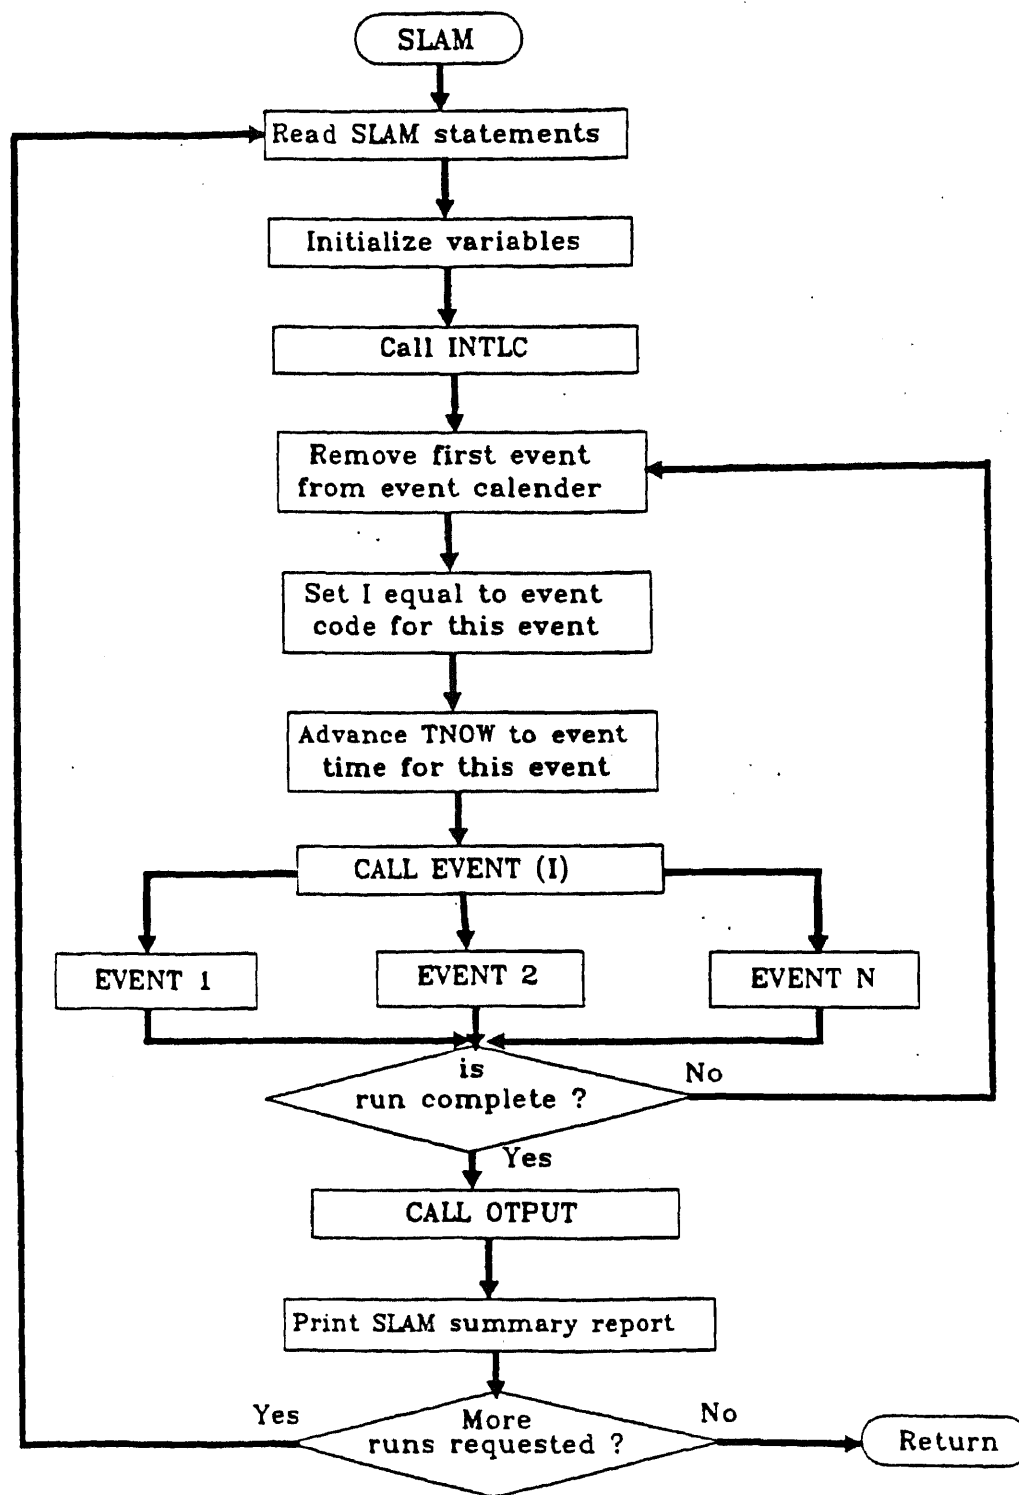 SLAM
Read SLAM statements
Initialize variables
Call INTLC
Remove first event
from event calender
Set I equal to event
code for this event
Advance TNOW to event
time for this event
CALL EVENT (I)
EVENT 1
EVENT 2
EVENT N
is
run complete ?
No
Yes
CALL OTPUT
Print SLAM summary report
Yes
More
runs requested ?
No
Return